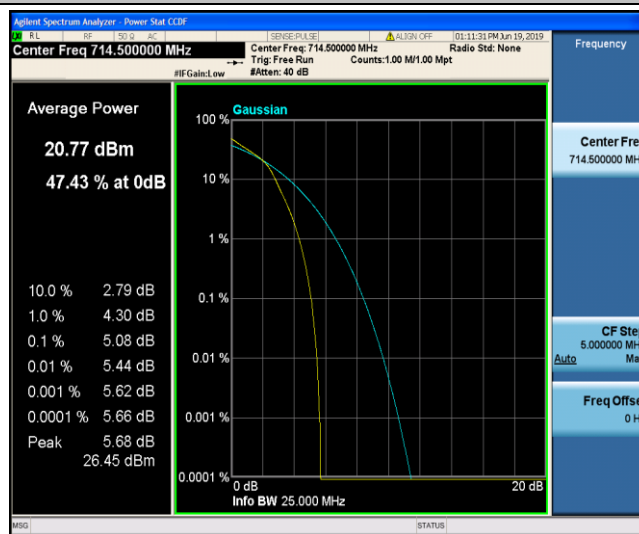 Agilent Spectrum Analyzer - Power Stat CCDF
RL RF 50 Ω AC SENSE:PULSE ALIGN OFF 01:11:31 PM Jun 19, 2019
Center Freq 714.500000 MHz
Center Freq: 714.500000 MHz Radio Std: None
Trig: Free Run Counts:1.00 M/1.00 Mpt
#IFGain:Low #Atten: 40 dB
Frequency
Average Power
20.77 dBm
47.43 % at 0dB
10.0 % 2.79 dB
1.0 % 4.30 dB
0.1 % 5.08 dB
0.01 % 5.44 dB
0.001 % 5.62 dB
0.0001 % 5.66 dB
Peak 5.68 dB
26.45 dBm
Gaussian
100 %
10 %
1 %
0.1 %
0.01 %
0.001 %
0.0001 %
0 dB 20 dB
Info BW 25.000 MHz
Center Fre
714.500000 MH
CF Ste
5.000000 MH
Auto Ma
Freq Offse
0 H
MSG STATUS